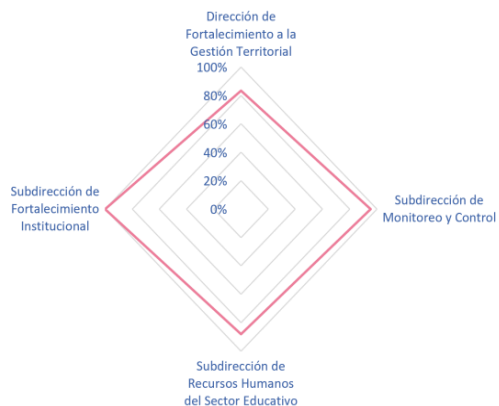 Dirección de
Fortalecimiento a la
Gestión Territorial
100%
80%
60%
40%
20%
0%
Subdirección de
Fortalecimiento
Institucional
Subdirección de
Monitoreo y Control
Subdirección de
Recursos Humanos
del Sector Educativo